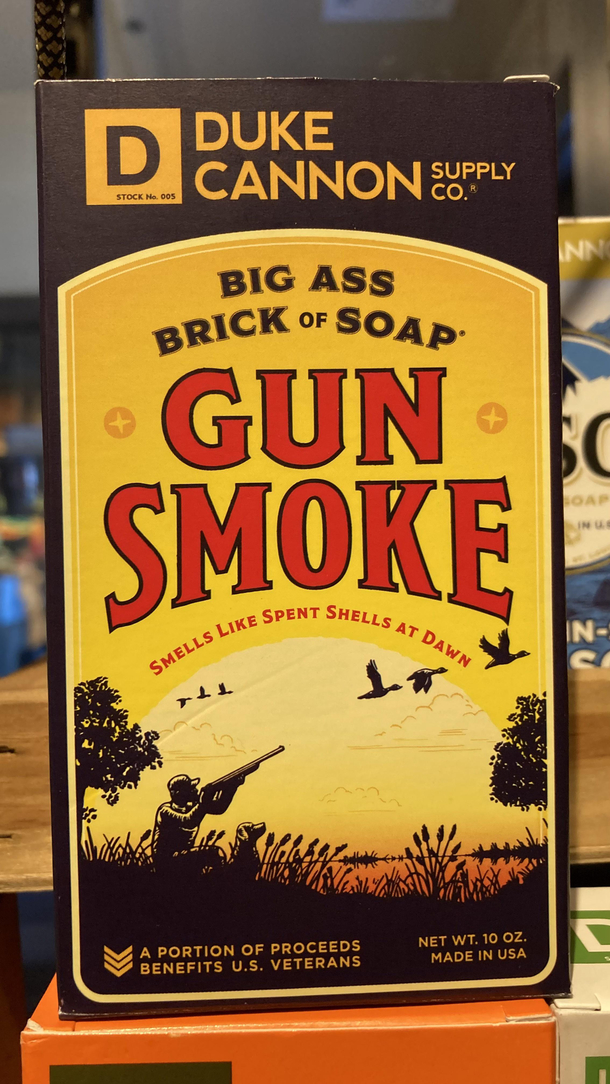 D
STOCK No. 005
DUKE
CANNON SUPPLY CO.®
BIG ASS
BRICK OF SOAP®
GUN
SMOKE
SMELLS LIKE SPENT SHELLS AT DAWN
A PORTION OF PROCEEDS
BENEFITS U.S. VETERANS
NET WT. 10 OZ.
MADE IN USA
SOAP